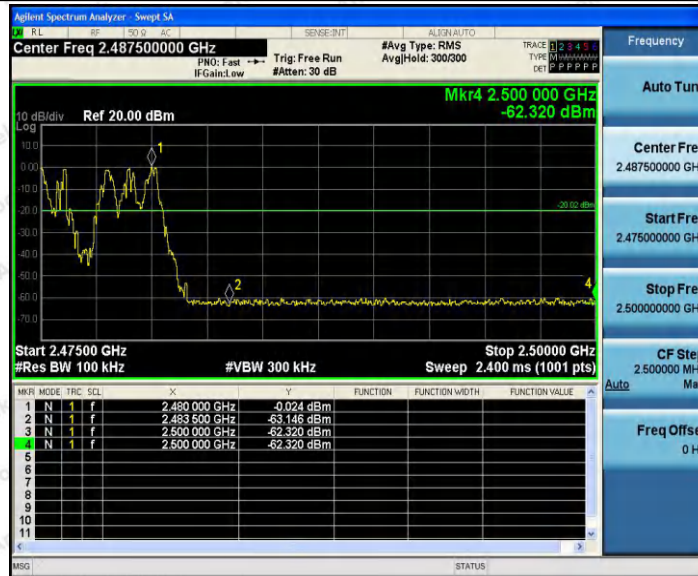 Agilent Spectrum Analyzer - Swept SA
RL RF 50 Ω AC SENSE:INT ALIGN AUTO
Center Freq 2.487500000 GHz
PNO: Fast
IFGain:Low
Trig: Free Run
#Atten: 30 dB
#Avg Type: RMS
Avg|Hold: 300/300
TRACE 1 2 3 4 5 6
TYPE M
DET P P P P P P
Mkr4 2.500 000 GHz
-62.320 dBm
10 dB/div Ref 20.00 dBm
Log
10.0
0.00
-10.0
-20.0
-30.0
-40.0
-50.0
-60.0
-70.0
1
2
4
-20.02 dBm
Start 2.47500 GHz Stop 2.50000 GHz
#Res BW 100 kHz #VBW 300 kHz Sweep 2.400 ms (1001 pts)
MKR MODE TRC SCL X Y FUNCTION FUNCTION WIDTH FUNCTION VALUE
1 N 1 f 2.480 000 GHz -0.024 dBm
2 N 1 f 2.483 500 GHz -63.146 dBm
3 N 1 f 2.500 000 GHz -62.320 dBm
4 N 1 f 2.500 000 GHz -62.320 dBm
5
6
7
8
9
10
11
MSG STATUS
Frequency
Auto Tun
Center Fre
2.487500000 GH
Start Fre
2.475000000 GH
Stop Fre
2.500000000 GH
CF Ste
2.500000 MH
Auto Ma
Freq Offse
0 H